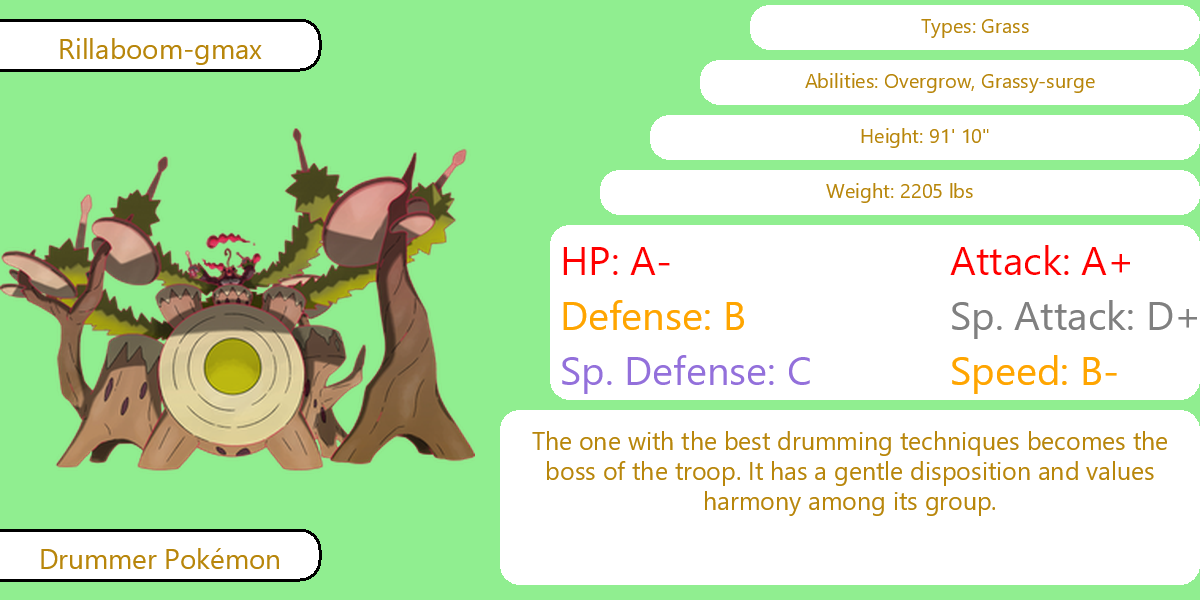 Rillaboom-gmax
Types: Grass
Abilities: Overgrow, Grassy-surge
Height: 91' 10"
Weight: 2205 lbs
HP: A-
Attack: A+
Defense: B
Sp. Attack: D+
Sp. Defense: C
Speed: B-
The one with the best drumming techniques becomes the
boss of the troop. It has a gentle disposition and values
harmony among its group.
Drummer Pokémon